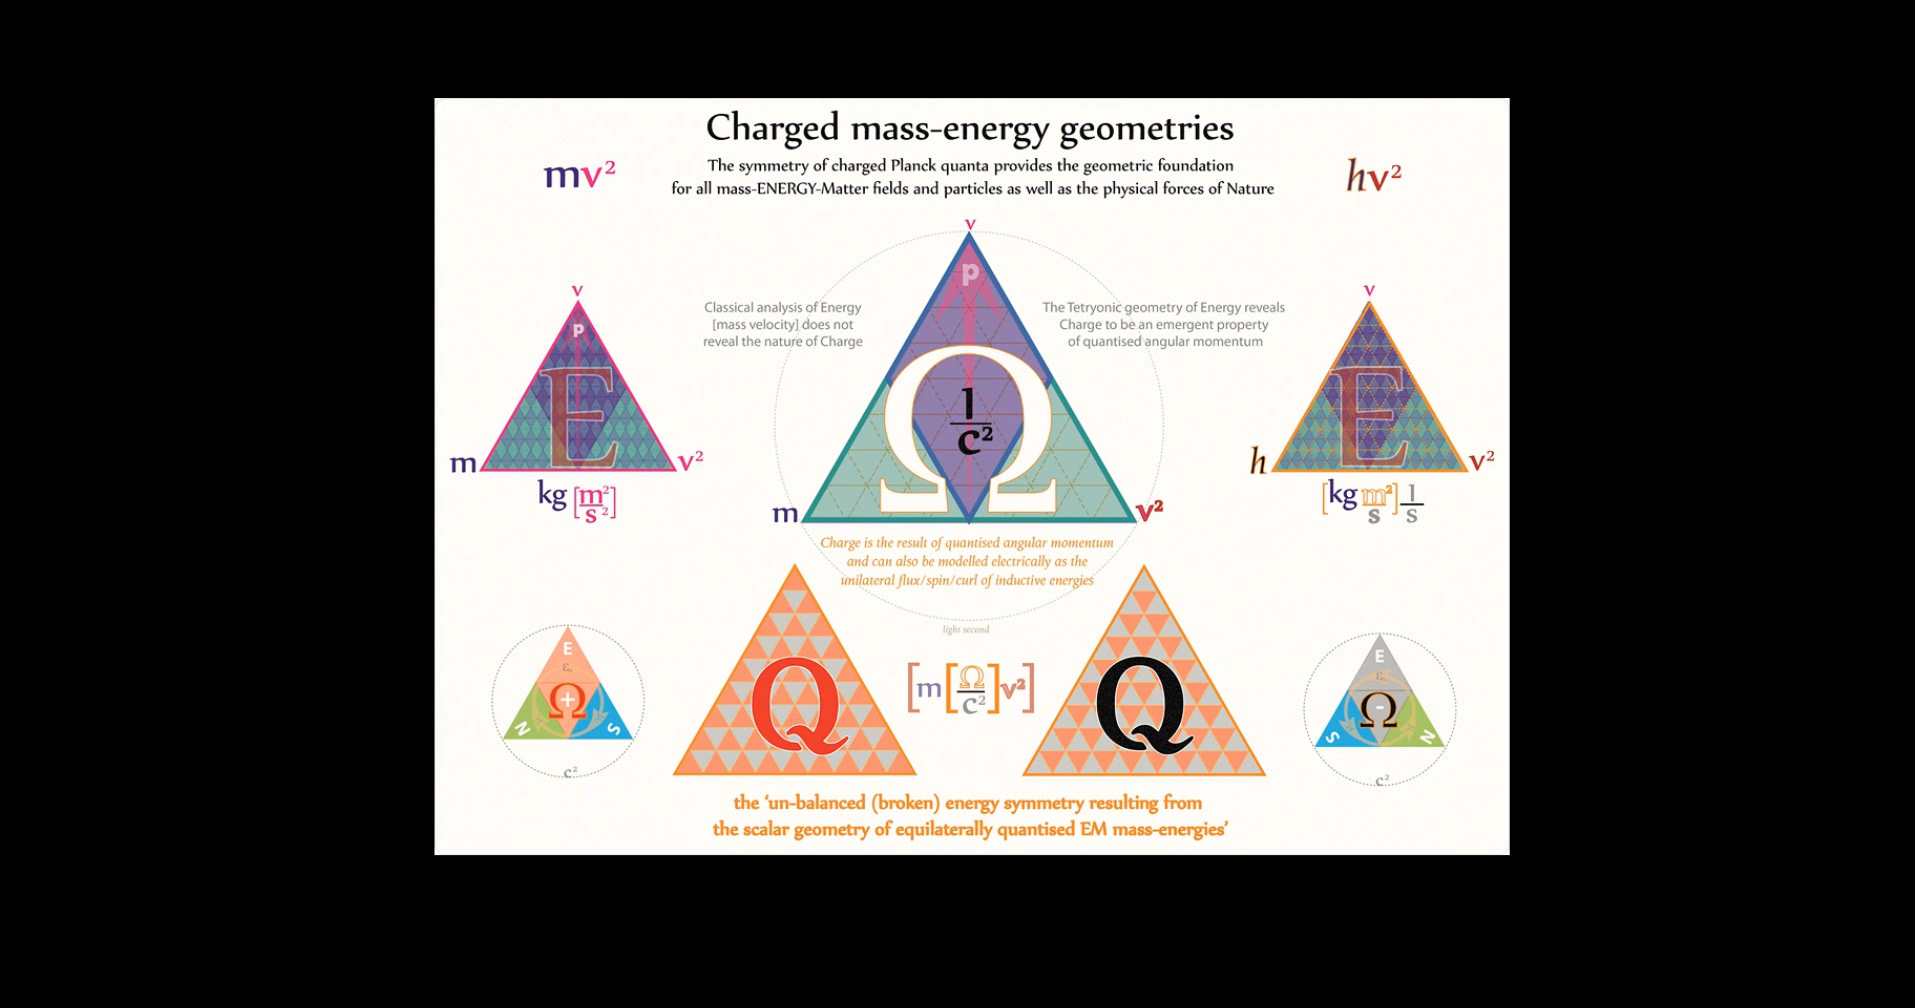 Charged mass-energy geometries
The symmetry of charged Planck quanta provides the geometric foundation
for all mass-ENERGY-Matter fields and particles as well as the physical forces of Nature
mv²
hv²
v
p
Classical analysis of Energy
[mass velocity] does not
reveal the nature of Charge
The Tetryonic geometry of Energy reveals
Charge to be an emergent property
of quantised angular momentum
v
p
E
m
v²
kg [m²/s²]
Ω
1/c²
m
v²
v
E
h
v²
[kg m²/s] 1/s
Charge is the result of quantised angular momentum
and can also be modelled electrically as the
unilateral flux/spin/curl of inductive energies
light second
E
ε₀
Ω
+
N
S
c²
Q
[m[Ω/c²]v²]
Q
E
Ω
-
S
N
c²
the ‘un-balanced (broken) energy symmetry resulting from
the scalar geometry of equilaterally quantised EM mass-energies’